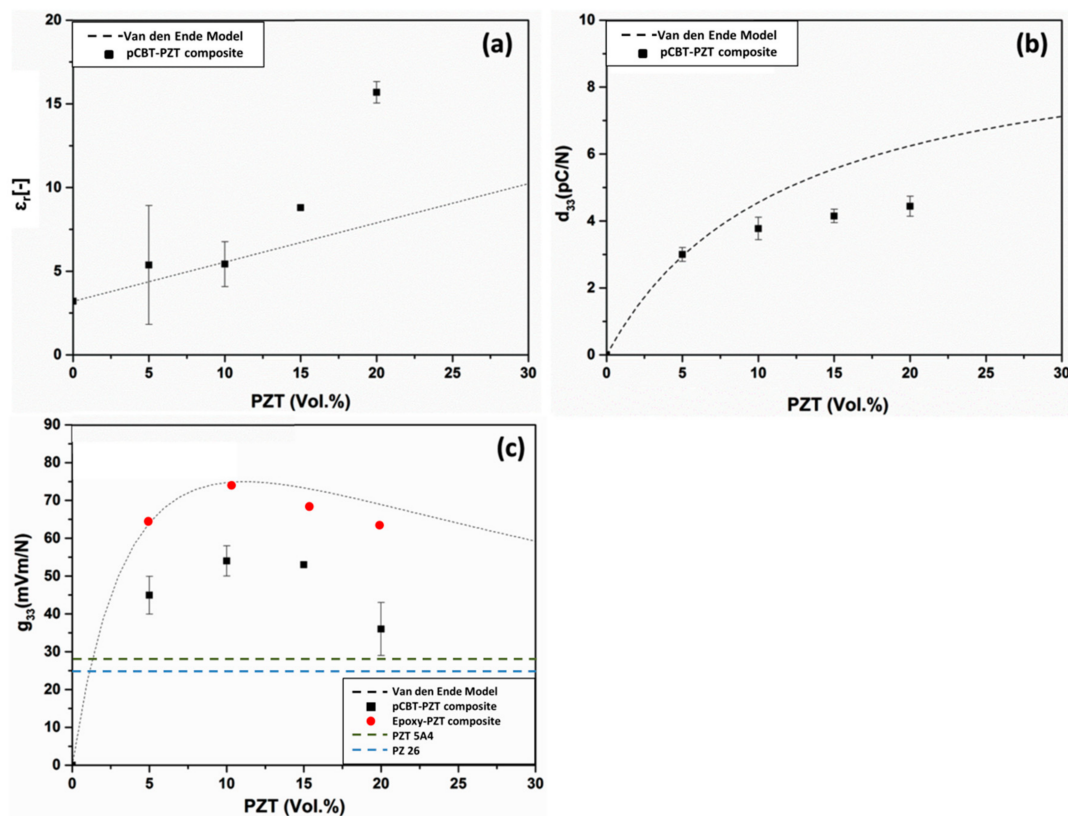 Van den Ende Model
pCBT-PZT composite
(a)
20
15
10
5
0
εr[-]
0 5 10 15 20 25 30
PZT (Vol.%)
Van den Ende Model
pCBT-PZT composite
(b)
10
8
6
4
2
0
d33(pC/N)
0 5 10 15 20 25 30
PZT (Vol.%)
(c)
90
80
70
60
50
40
30
20
10
0
g33(mVm/N)
Van den Ende Model
pCBT-PZT composite
Epoxy-PZT composite
PZT 5A4
PZ 26
0 5 10 15 20 25 30
PZT (Vol.%)